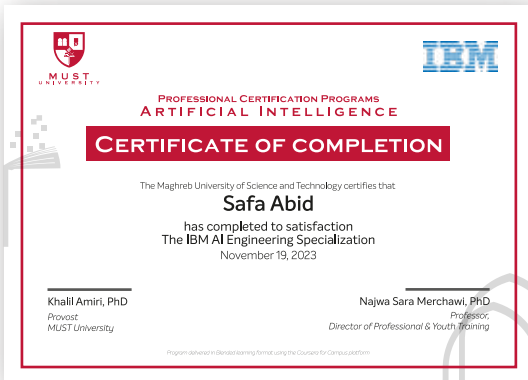 MUST
UNIVERSITY
IBM
PROFESSIONAL CERTIFICATION PROGRAMS
ARTIFICIAL INTELLIGENCE
CERTIFICATE OF COMPLETION
The Maghreb University of Science and Technology certifies that
Safa Abid
has completed to satisfaction
The IBM AI Engineering Specialization
November 19, 2023
Khalil Amiri, PhD
Provost
MUST University
Najwa Sara Merchawi, PhD
Professor,
Director of Professional & Youth Training
Program delivered in Blended learning format using the Coursera for Campus platform